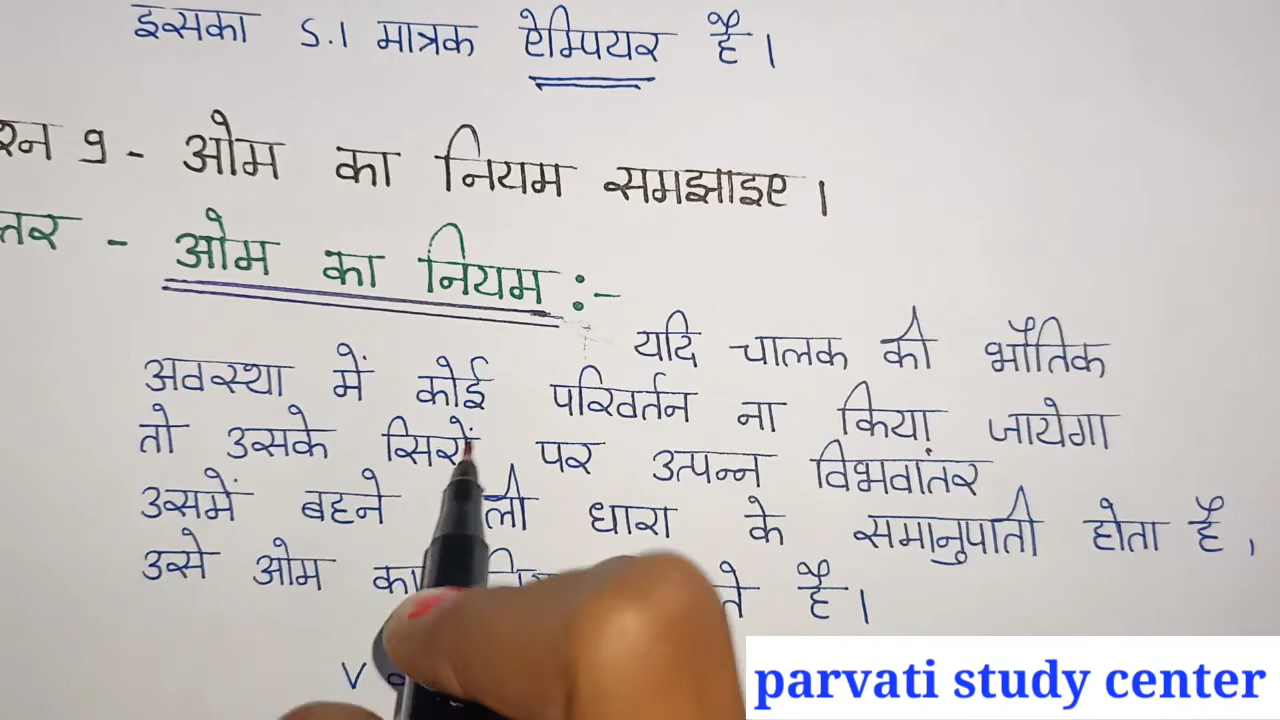 इसका S.I मात्रक ऐम्पियर है।
श्न 9 - ओम का नियम समझाइए।
त्तर - ओम का नियम :-
यदि चालक की भौतिक
अवस्था में कोई परिवर्तन ना किया जायेगा
तो उसके सिरों पर उत्पन्न विभवांतर
उसमें बहने ली धारा के समानुपाती होता है,
उसे ओम का ते है।
V
parvati study center